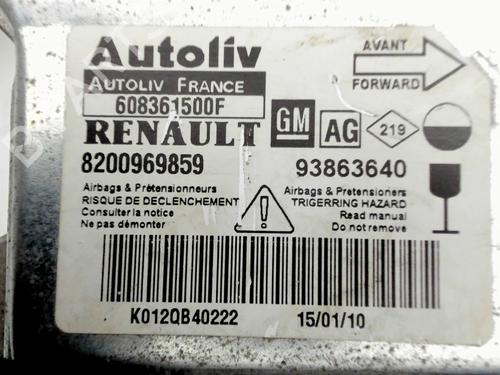 Autoliv
AUTOLIV FRANCE
608361500F
RENAULT
GM
AG
219
AVANT
FORWARD
8200969859
93863640
Airbags & Prétensionneurs
RISQUE DE DECLENCHEMENT
Consulter la notice
Ne pas démonter
Airbags & Pretensioners
TRIGERRING HAZARD
Read manual
Do not remove
K012QB40222
15/01/10